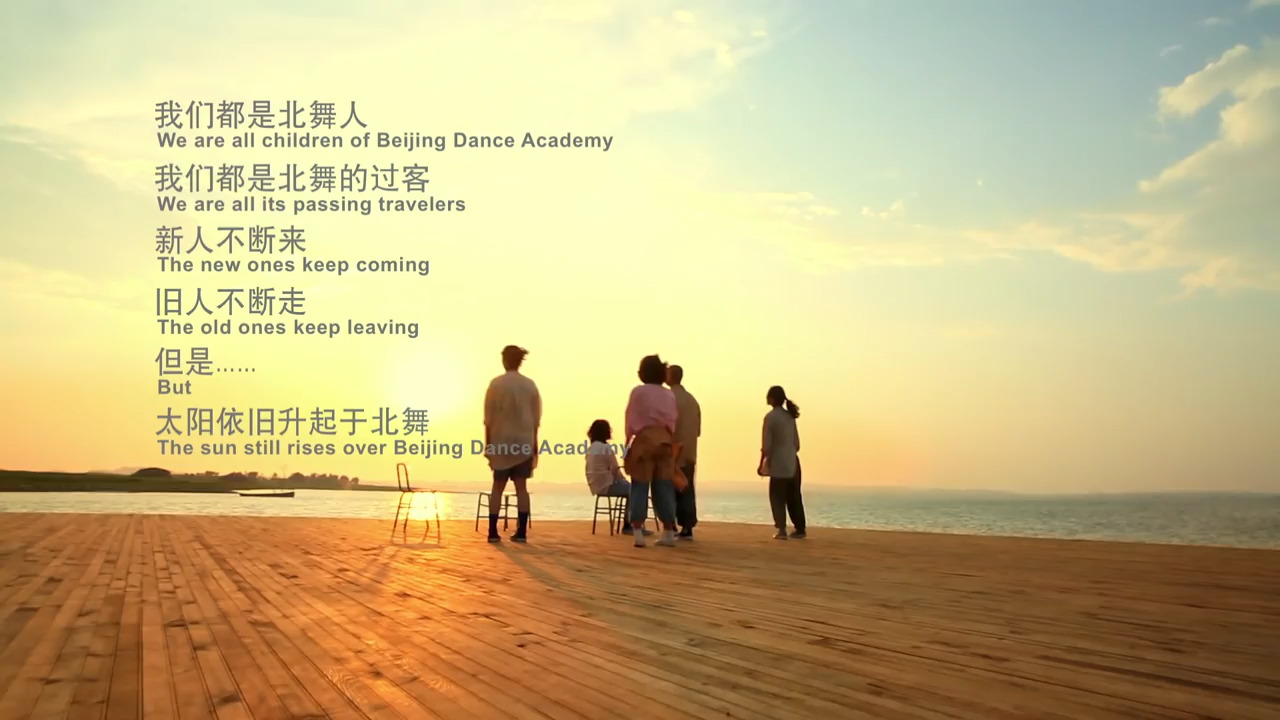 我们都是北舞人
We are all children of Beijing Dance Academy
我们都是北舞的过客
We are all its passing travelers
新人不断来
The new ones keep coming
旧人不断走
The old ones keep leaving
但是……
But
太阳依旧升起于北舞
The sun still rises over Beijing Dance Academy